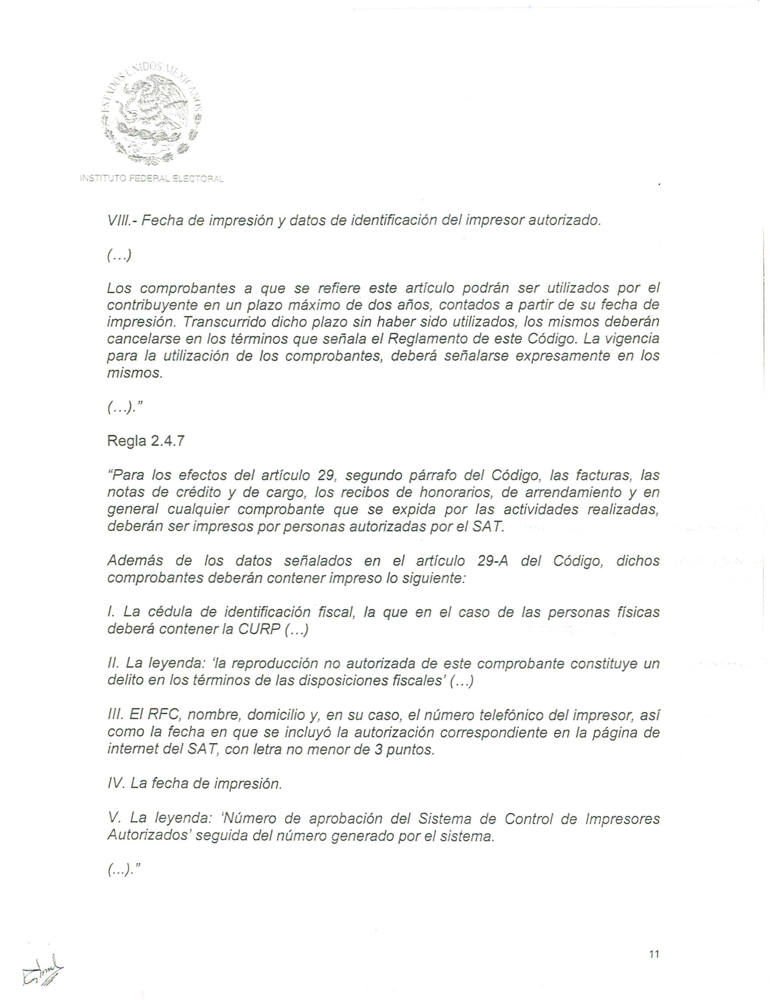 ESTADOS UNIDOS MEXICANOS
INSTITUTO FEDERAL ELECTORAL
VIII.- Fecha de impresión y datos de identificación del impresor autorizado.
(...)
Los comprobantes a que se refiere este artículo podrán ser utilizados por el
contribuyente en un plazo máximo de dos años, contados a partir de su fecha de
impresión. Transcurrido dicho plazo sin haber sido utilizados, los mismos deberán
cancelarse en los términos que señala el Reglamento de este Código. La vigencia
para la utilización de los comprobantes, deberá señalarse expresamente en los
mismos.
(...)."
Regla 2.4.7
"Para los efectos del artículo 29, segundo párrafo del Código, las facturas, las
notas de crédito y de cargo, los recibos de honorarios, de arrendamiento y en
general cualquier comprobante que se expida por las actividades realizadas,
deberán ser impresos por personas autorizadas por el SAT.
Además de los datos señalados en el artículo 29-A del Código, dichos
comprobantes deberán contener impreso lo siguiente:
I. La cédula de identificación fiscal, la que en el caso de las personas físicas
deberá contener la CURP (...)
II. La leyenda: 'la reproducción no autorizada de este comprobante constituye un
delito en los términos de las disposiciones fiscales' (...)
III. El RFC, nombre, domicilio y, en su caso, el número telefónico del impresor, así
como la fecha en que se incluyó la autorización correspondiente en la página de
internet del SAT, con letra no menor de 3 puntos.
IV. La fecha de impresión.
V. La leyenda: 'Número de aprobación del Sistema de Control de Impresores
Autorizados' seguida del número generado por el sistema.
(...)."
11